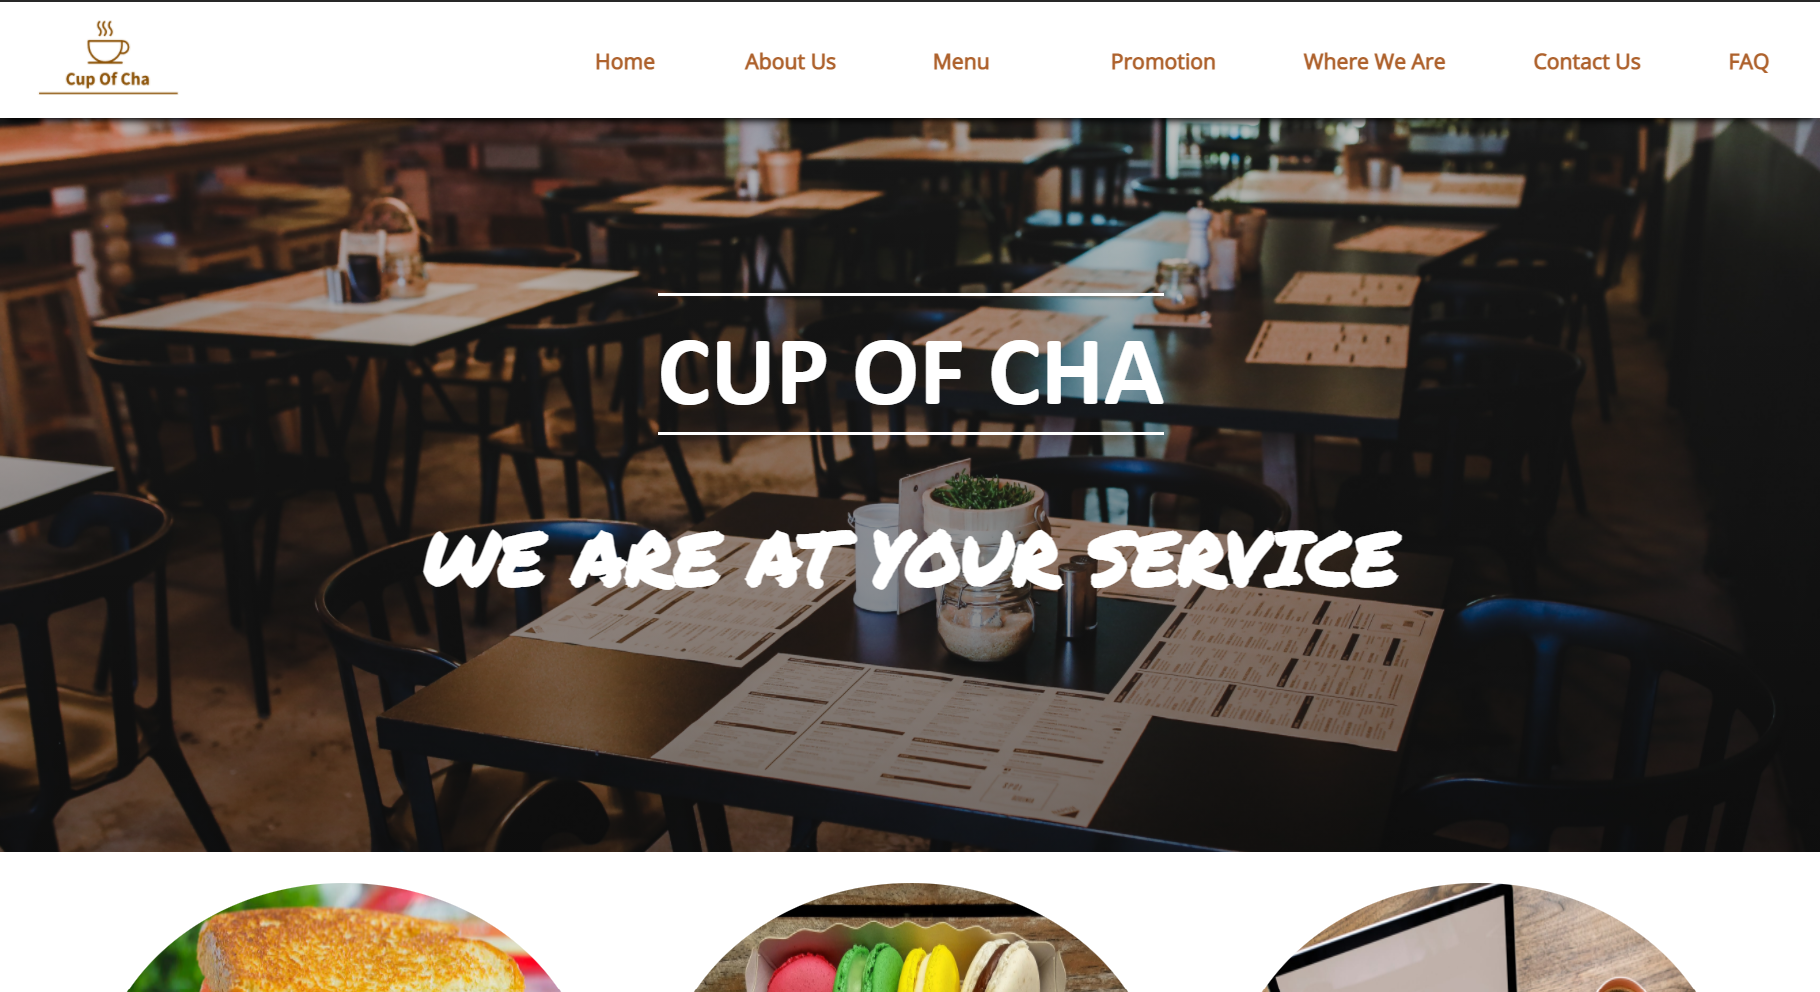 Cup Of Cha
Home
About Us
Menu
Promotion
Where We Are
Contact Us
FAQ
CUP OF CHA
WE ARE AT YOUR SERVICE